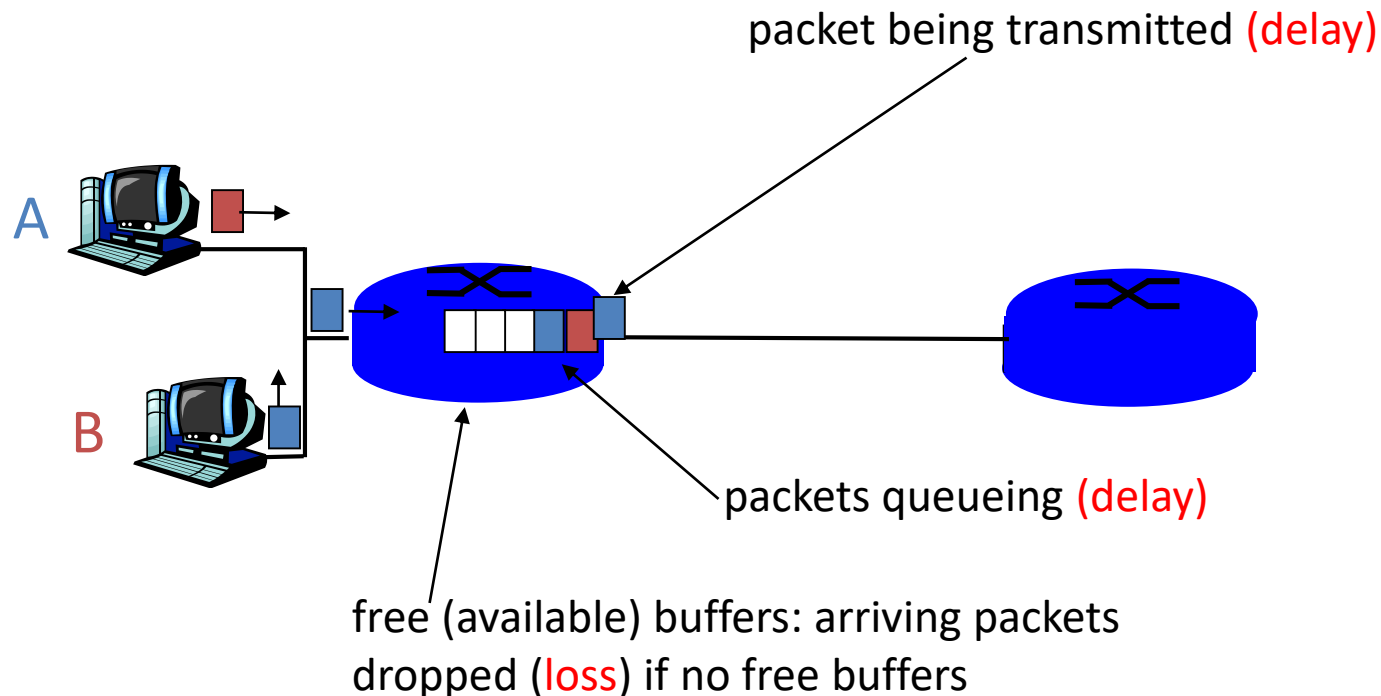 packet being transmitted (delay)
A
B
packets queueing (delay)
free (available) buffers: arriving packets
dropped (loss) if no free buffers